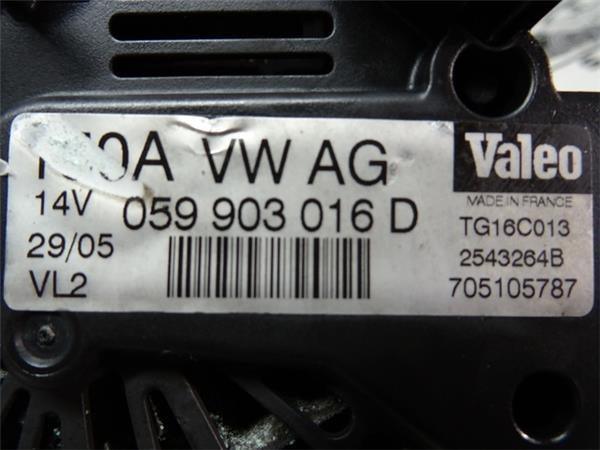 VW AG
Valeo
14V 059 903 016 D
MADE IN FRANCE
TG16C013
29/05
2543264B
VL2
705105787